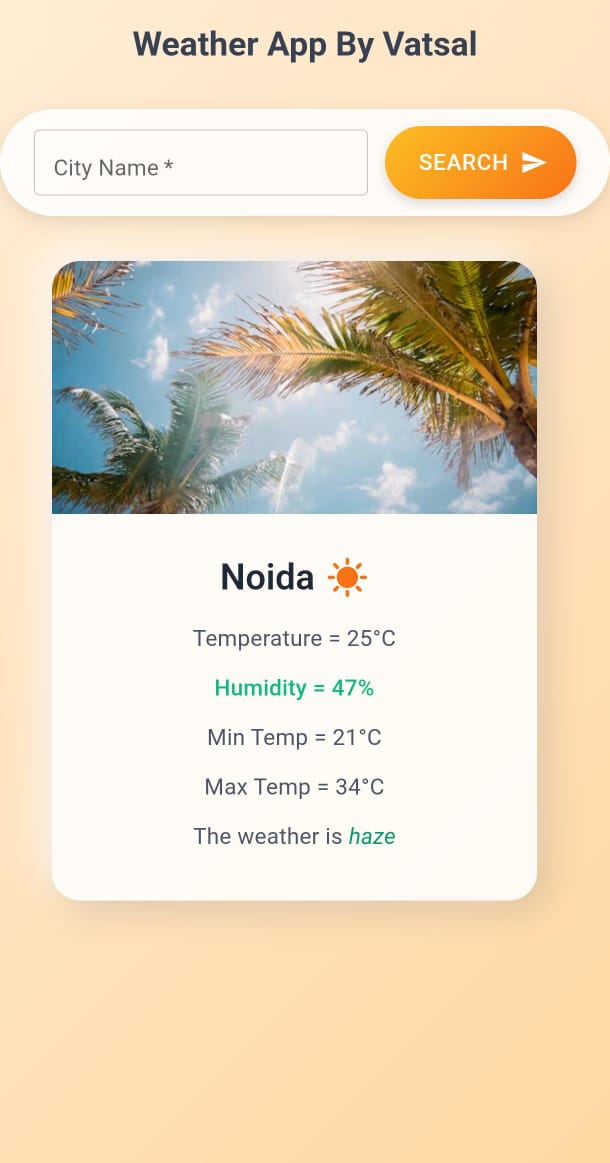 Weather App By Vatsal
City Name *
SEARCH
Noida
Temperature = 25°C
Humidity = 47%
Min Temp = 21°C
Max Temp = 34°C
The weather is haze